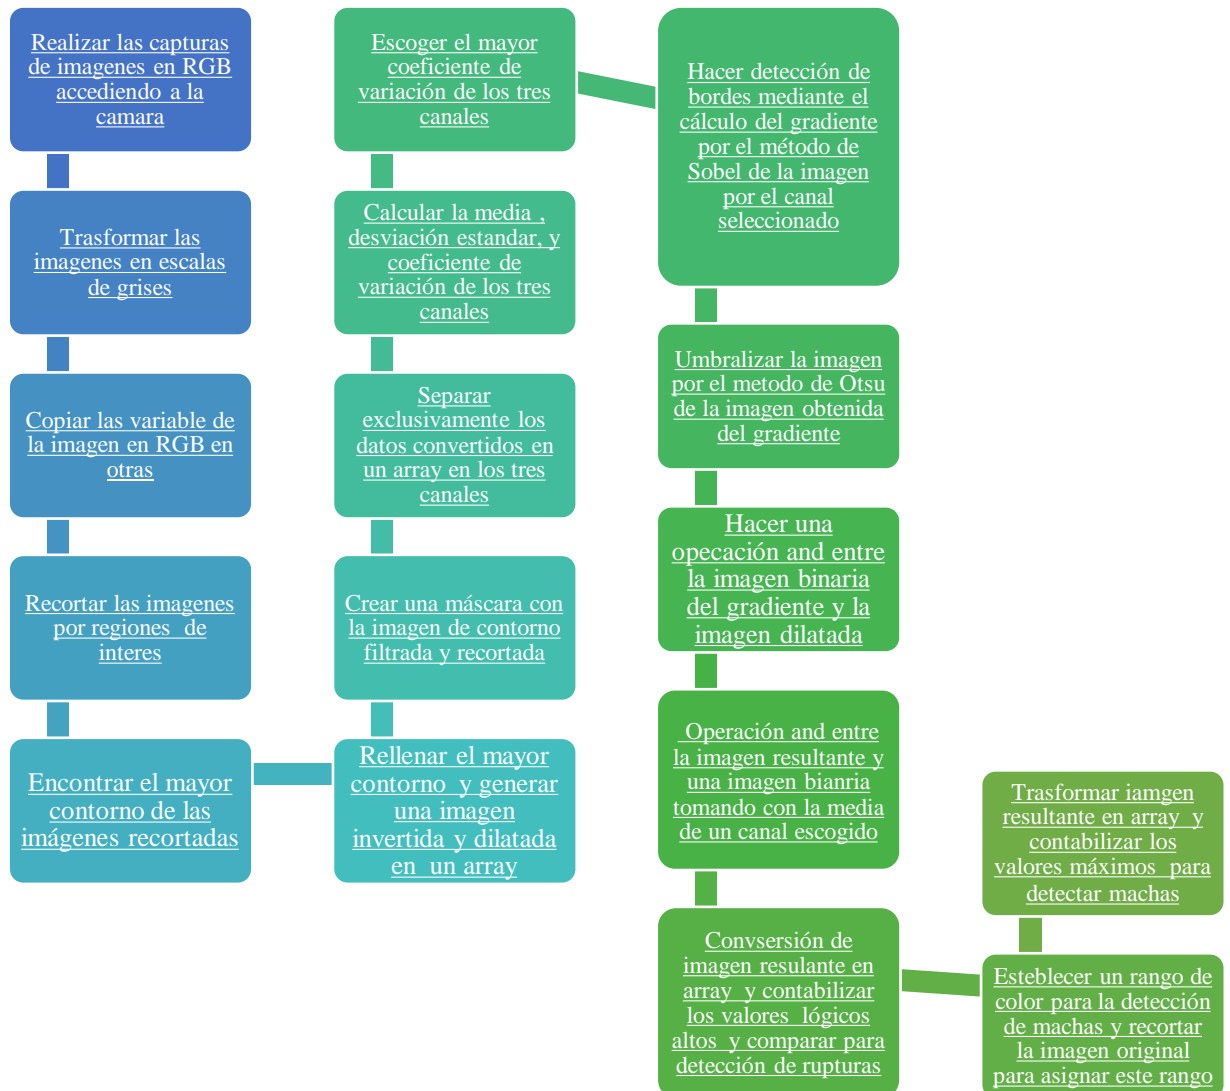 Realizar las capturas
de imagenes en RGB
accediendo a la
camara
Trasformar las
imagenes en escalas
de grises
Copiar las variable de
la imagen en RGB en
otras
Recortar las imagenes
por regiones de
interes
Encontrar el mayor
contorno de las
imágenes recortadas
Rellenar el mayor
contorno y generar
una imagen
invertida y dilatada
en un array
Crear una máscara con
la imagen de contorno
filtrada y recortada
Separar
exclusivamente los
datos convertidos en
un array en los tres
canales
Calcular la media ,
desviación estandar, y
coeficiente de
variación de los tres
canales
Escoger el mayor
coeficiente de
variación de los tres
canales
Hacer detección de
bordes mediante el
cálculo del gradiente
por el método de
Sobel de la imagen
por el canal
seleccionado
Umbralizar la imagen
por el metodo de Otsu
de la imagen obtenida
del gradiente
Hacer una
opecación and entre
la imagen binaria
del gradiente y la
imagen dilatada
Operación and entre
la imagen resultante y
una imagen bianria
tomando con la media
de un canal escogido
Convsersión de
imagen resulante en
array y contabilizar
los valores lógicos
altos y comparar para
detección de rupturas
Esteblecer un rango de
color para la detección
de machas y recortar
la imagen original
para asignar este rango
Trasformar iamgen
resultante en array y
contabilizar los
valores máximos para
detectar machas